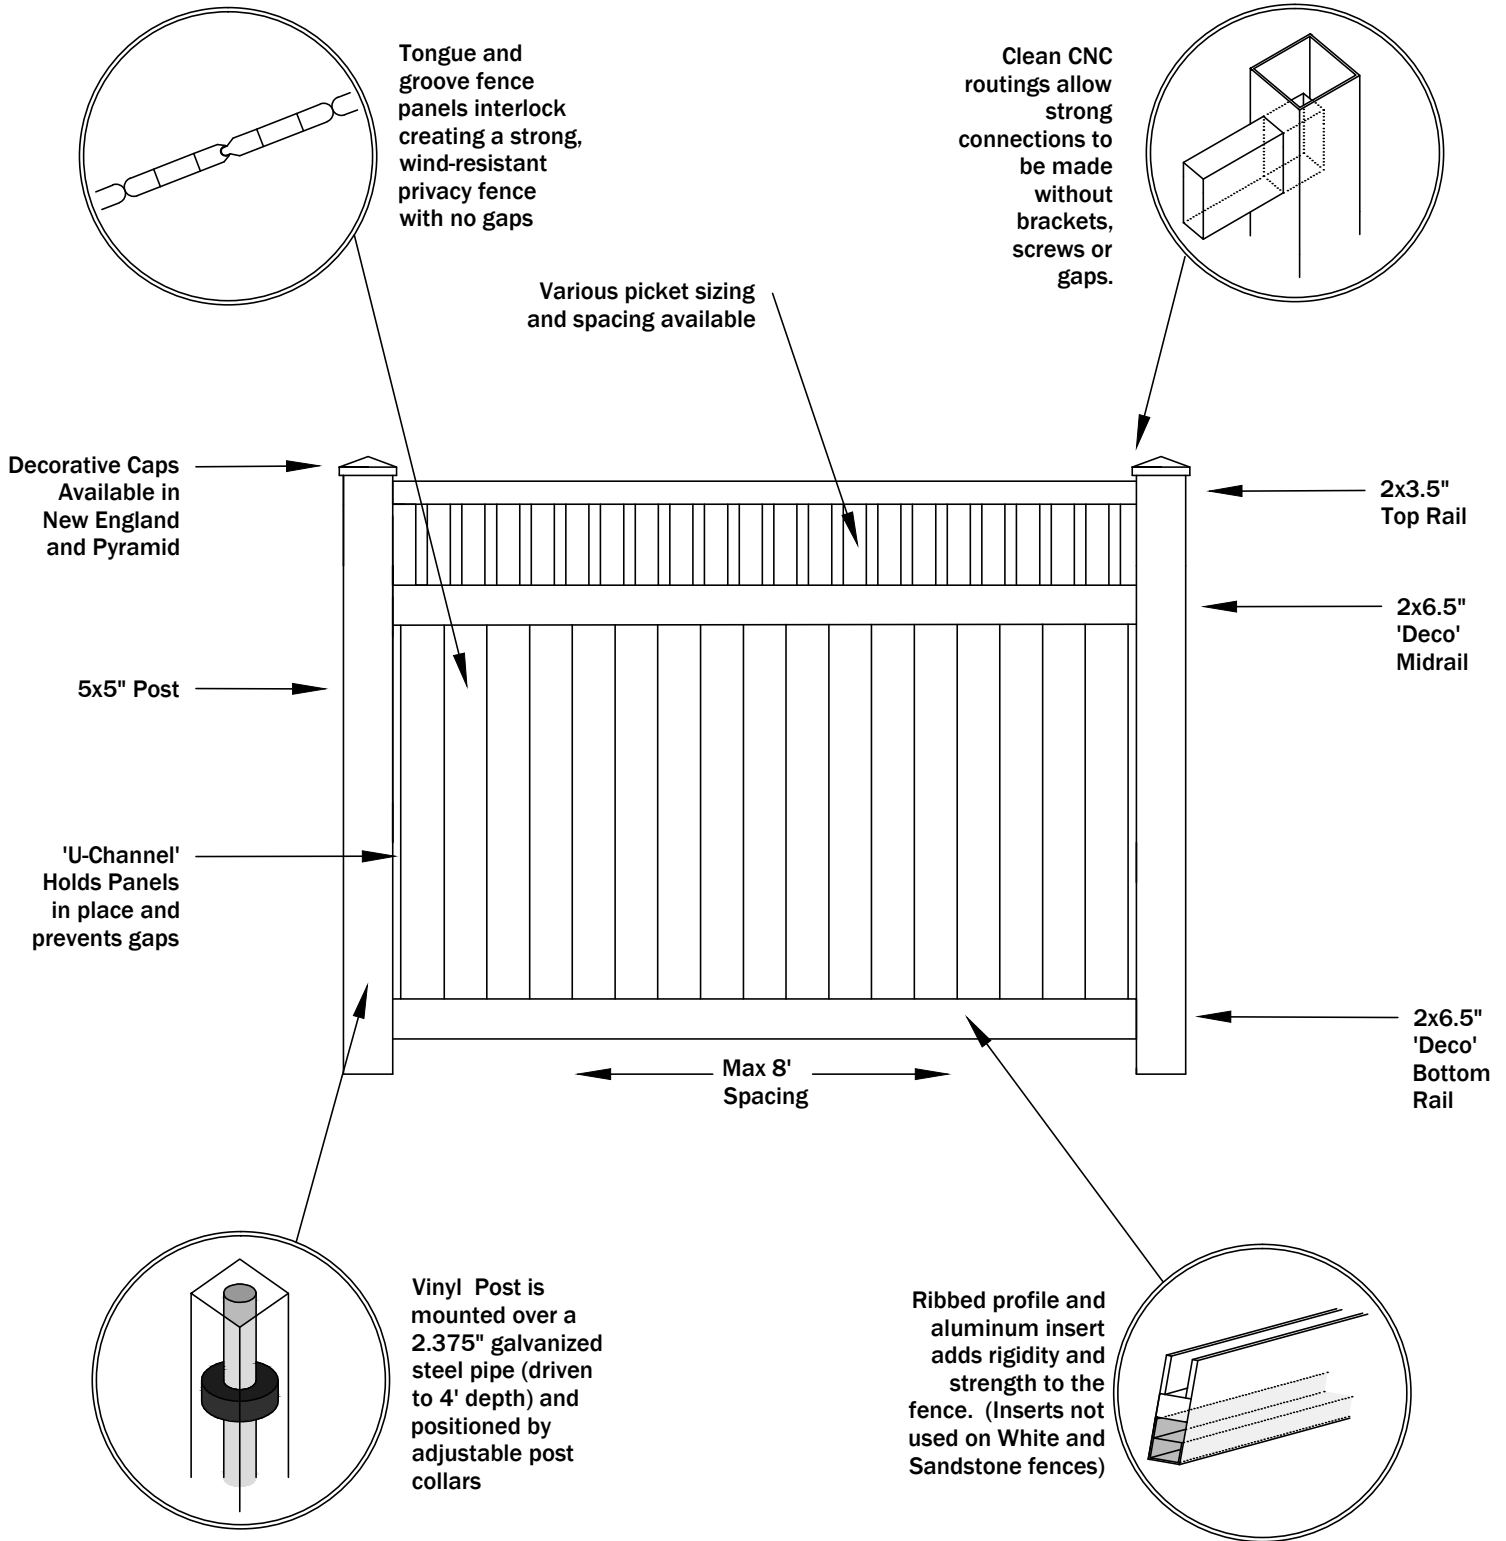 Tongue and
groove fence
panels interlock
creating a strong,
wind-resistant
privacy fence
with no gaps
Clean CNC
routings allow
strong
connections to
be made
without
brackets,
screws or
gaps.
Various picket sizing
and spacing available
Decorative Caps
Available in
New England
and Pyramid
2x3.5"
Top Rail
2x6.5"
'Deco'
Midrail
5x5" Post
'U-Channel'
Holds Panels
in place and
prevents gaps
2x6.5"
'Deco'
Bottom
Rail
Max 8'
Spacing
Vinyl  Post is
mounted over a
2.375" galvanized
steel pipe (driven
to 4' depth) and
positioned by
adjustable post
collars
Ribbed profile and
aluminum insert
adds rigidity and
strength to the
fence.  (Inserts not
used on White and
Sandstone fences)